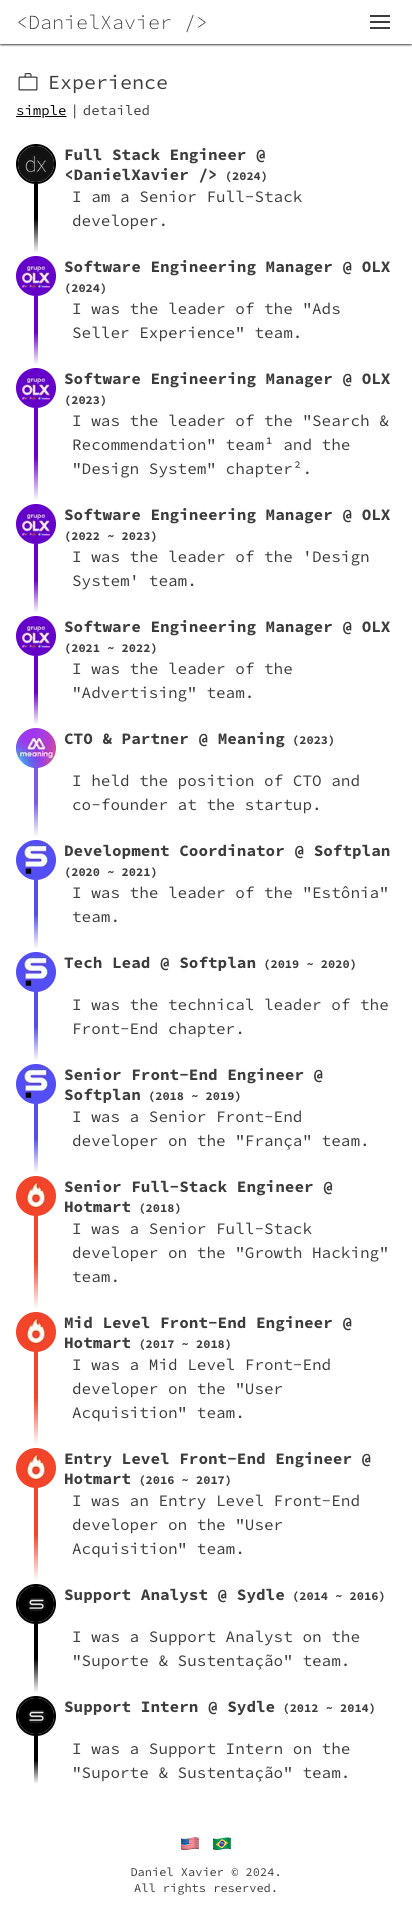 <DanielXavier />
Experience
simple | detailed
dx
Full Stack Engineer @
<DanielXavier /> (2024)
I am a Senior Full-Stack
developer.
grupo
OLX
Software Engineering Manager @ OLX
(2024)
I was the leader of the "Ads
Seller Experience" team.
grupo
OLX
Software Engineering Manager @ OLX
(2023)
I was the leader of the "Search &
Recommendation" team¹ and the
"Design System" chapter².
grupo
OLX
Software Engineering Manager @ OLX
(2022 ~ 2023)
I was the leader of the 'Design
System' team.
grupo
OLX
Software Engineering Manager @ OLX
(2021 ~ 2022)
I was the leader of the
"Advertising" team.
meaning
CTO & Partner @ Meaning (2023)
I held the position of CTO and
co-founder at the startup.
Development Coordinator @ Softplan
(2020 ~ 2021)
I was the leader of the "Estônia"
team.
Tech Lead @ Softplan (2019 ~ 2020)
I was the technical leader of the
Front-End chapter.
Senior Front-End Engineer @
Softplan (2018 ~ 2019)
I was a Senior Front-End
developer on the "França" team.
Senior Full-Stack Engineer @
Hotmart (2018)
I was a Senior Full-Stack
developer on the "Growth Hacking"
team.
Mid Level Front-End Engineer @
Hotmart (2017 ~ 2018)
I was a Mid Level Front-End
developer on the "User
Acquisition" team.
Entry Level Front-End Engineer @
Hotmart (2016 ~ 2017)
I was an Entry Level Front-End
developer on the "User
Acquisition" team.
Support Analyst @ Sydle (2014 ~ 2016)
I was a Support Analyst on the
"Suporte & Sustentação" team.
Support Intern @ Sydle (2012 ~ 2014)
I was a Support Intern on the
"Suporte & Sustentação" team.
Daniel Xavier © 2024.
All rights reserved.